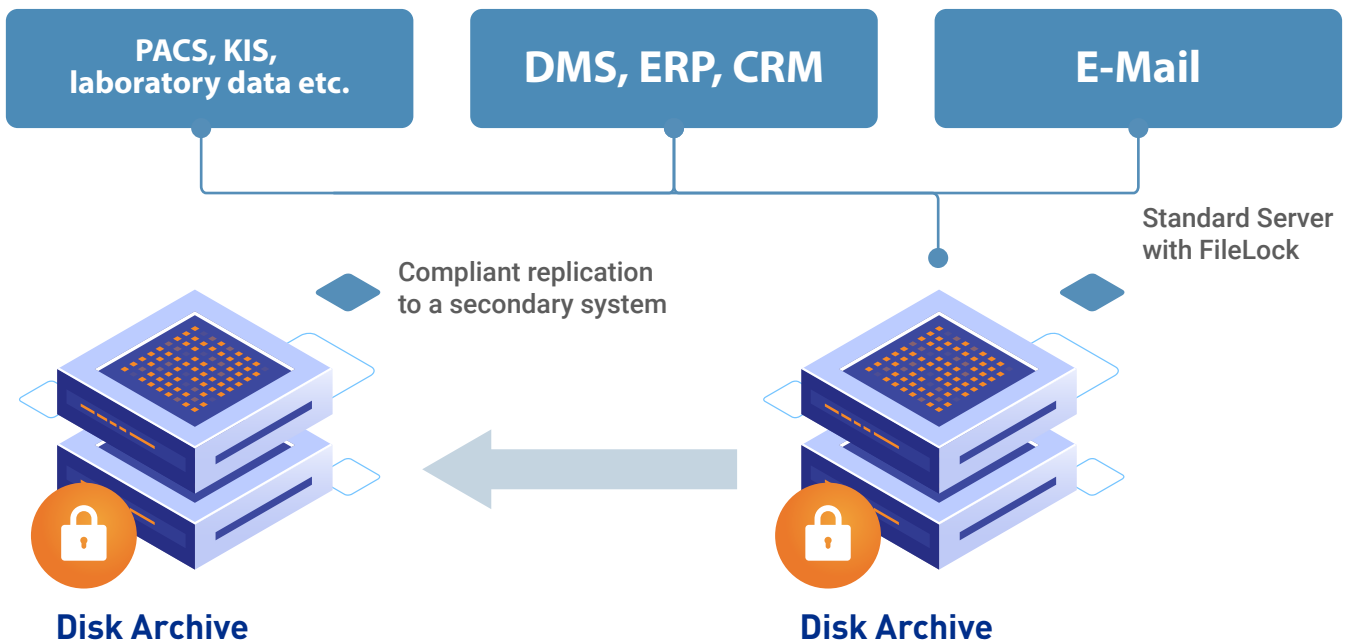 PACS, KIS,
laboratory data etc.
DMS, ERP, CRM
E-Mail
Standard Server
with FileLock
Compliant replication
to a secondary system
Disk Archive
Disk Archive